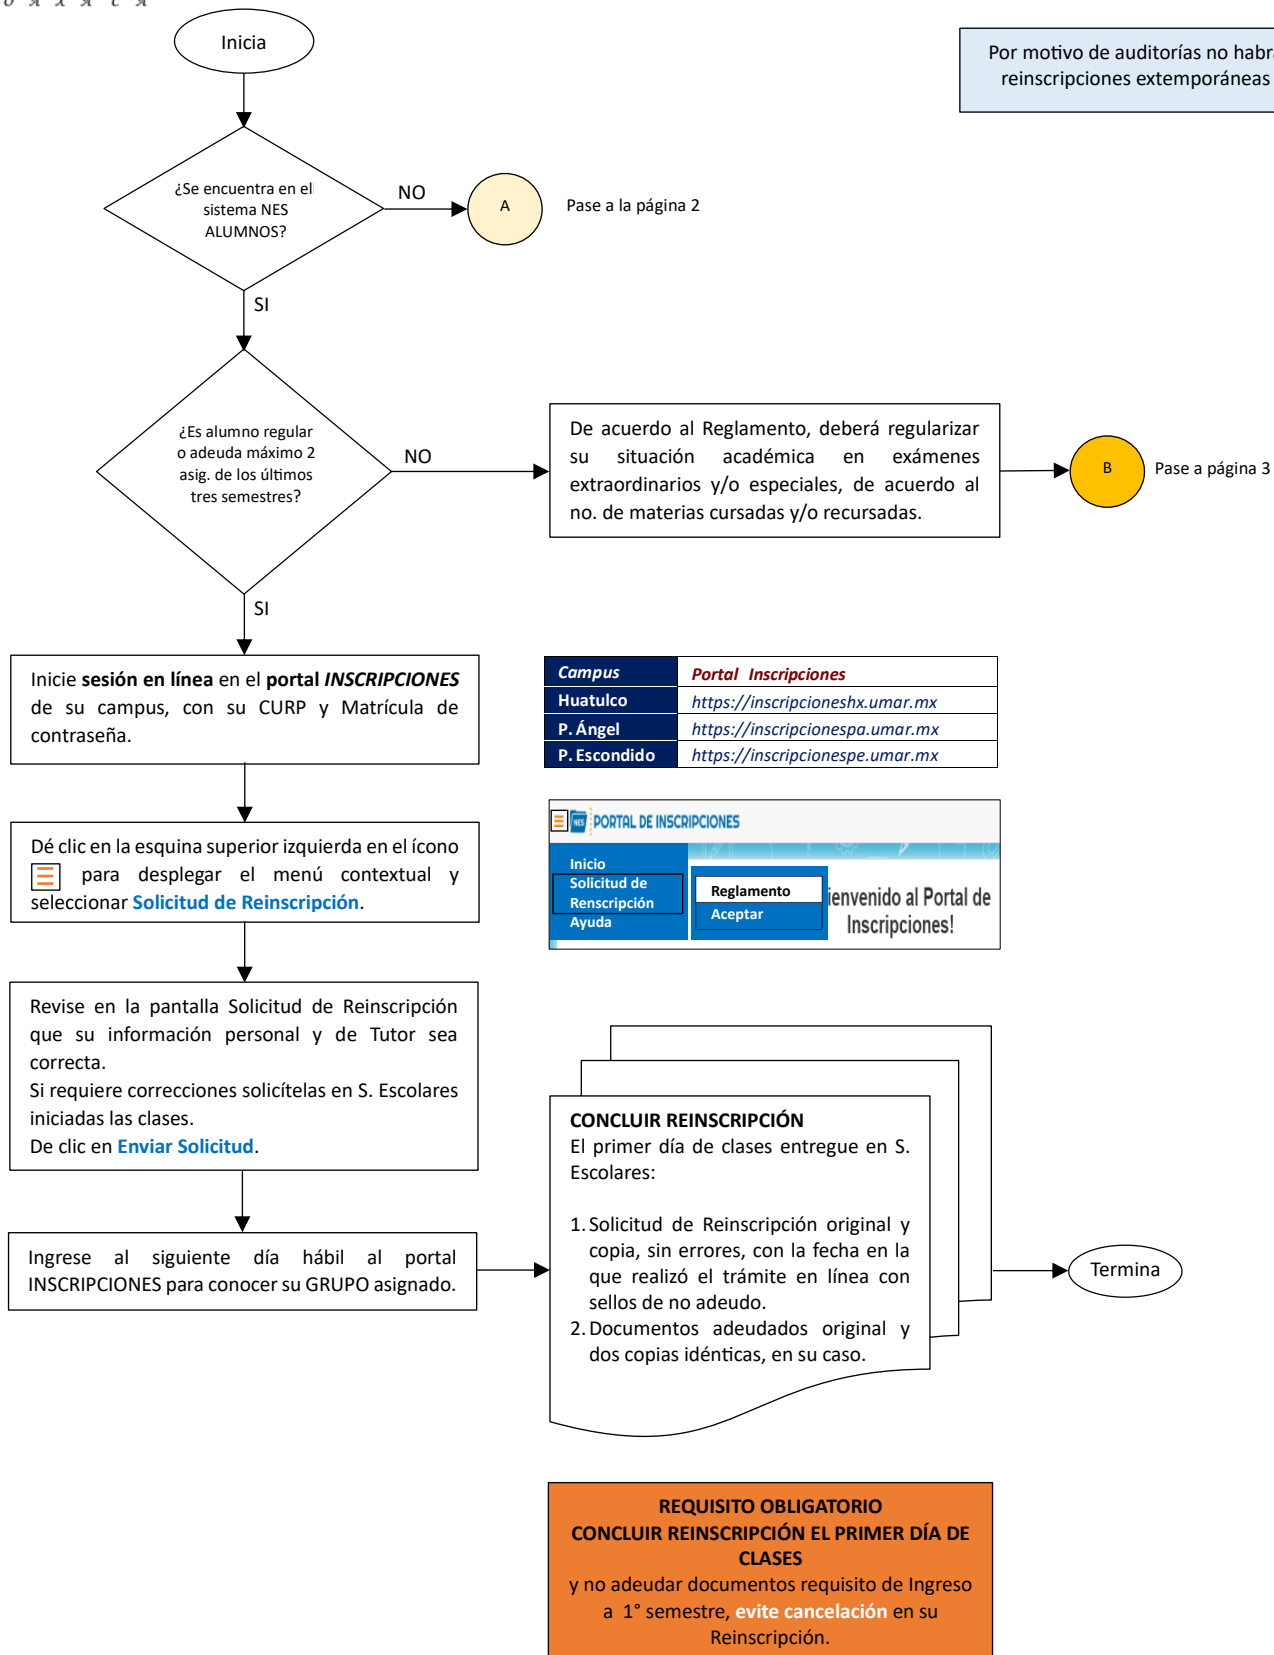 O A X A C A
Inicia
Por motivo de auditorías no habrá
reinscripciones extemporáneas
¿Se encuentra en el
sistema NES
ALUMNOS?
NO
A
Pase a la página 2
SI
¿Es alumno regular
o adeuda máximo 2
asig. de los últimos
tres semestres?
NO
De acuerdo al Reglamento, deberá regularizar
su situación académica en exámenes
extraordinarios y/o especiales, de acuerdo al
no. de materias cursadas y/o recursadas.
B
Pase a página 3
SI
Inicie sesión en línea en el portal INSCRIPCIONES
de su campus, con su CURP y Matrícula de
contraseña.
Campus Portal Inscripciones
Huatulco https://inscripcioneshx.umar.mx
P. Ángel https://inscripcionespa.umar.mx
P. Escondido https://inscripcionespe.umar.mx
Dé clic en la esquina superior izquierda en el ícono
para desplegar el menú contextual y
seleccionar Solicitud de Reinscripción.
NES PORTAL DE INSCRIPCIONES
Inicio
Solicitud de
Renscripción
Ayuda
Reglamento
Aceptar
ienvenido al Portal de
Inscripciones!
Revise en la pantalla Solicitud de Reinscripción
que su información personal y de Tutor sea
correcta.
Si requiere correcciones solicítelas en S. Escolares
iniciadas las clases.
De clic en Enviar Solicitud.
Ingrese al siguiente día hábil al portal
INSCRIPCIONES para conocer su GRUPO asignado.
CONCLUIR REINSCRIPCIÓN
El primer día de clases entregue en S.
Escolares:
1. Solicitud de Reinscripción original y
copia, sin errores, con la fecha en la
que realizó el trámite en línea con
sellos de no adeudo.
2. Documentos adeudados original y
dos copias idénticas, en su caso.
Termina
REQUISITO OBLIGATORIO
CONCLUIR REINSCRIPCIÓN EL PRIMER DÍA DE
CLASES
y no adeudar documentos requisito de Ingreso
a 1° semestre, evite cancelación en su
Reinscripción.